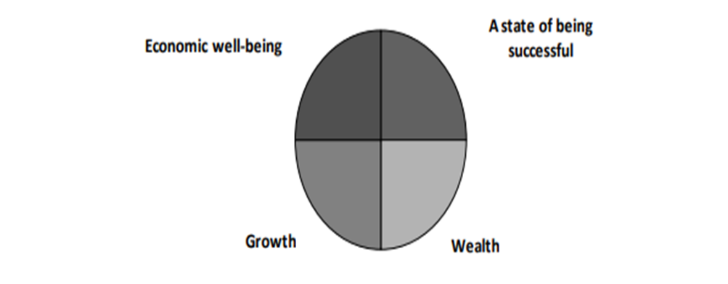 Economic well-being
A state of being
successful
Growth
Wealth